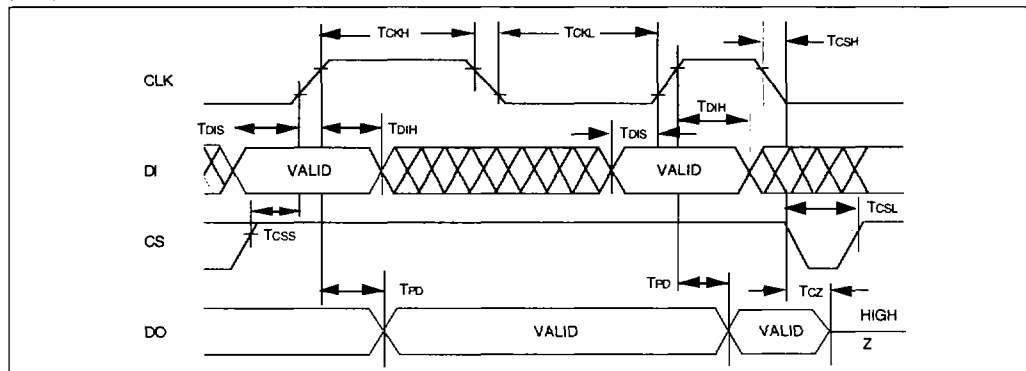 TCKH TCKL TCSH
CLK
TDIS TDIH TDIS TDIH
DI VALID VALID
TCSS TCSL
CS
TPD TPD TCZ
DO VALID VALID HIGH
Z